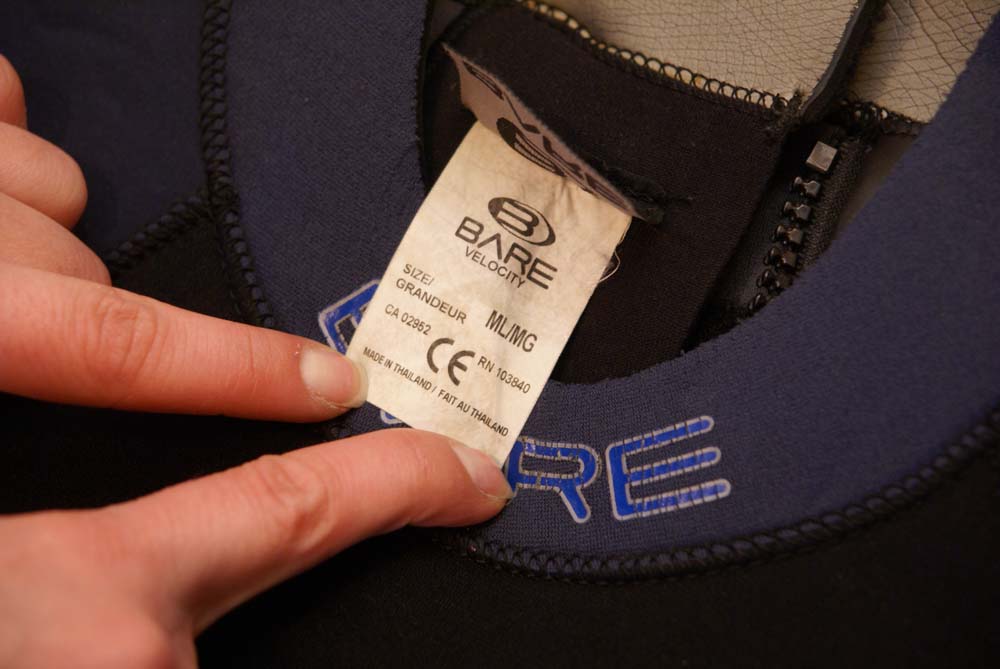 B
BARE
VELOCITY
SIZE/
GRANDEUR ML/MG
CA 02952 CE RN 103840
MADE IN THAILAND / FAIT AU THAILAND
RE